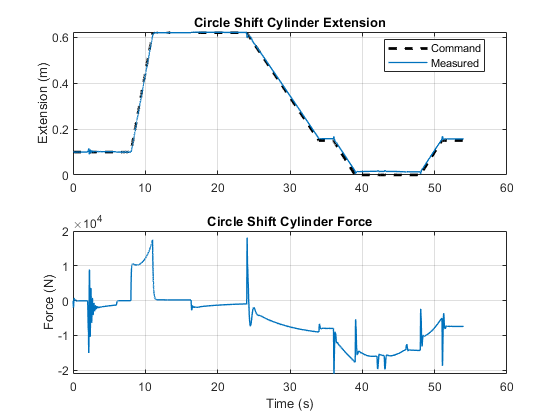 Circle Shift Cylinder Extension
0.6
0.4
0.2
0
Extension (m)
Command
Measured
0 10 20 30 40 50 60
Circle Shift Cylinder Force
×10⁴
2
1
0
-1
-2
Force (N)
0 10 20 30 40 50 60
Time (s)